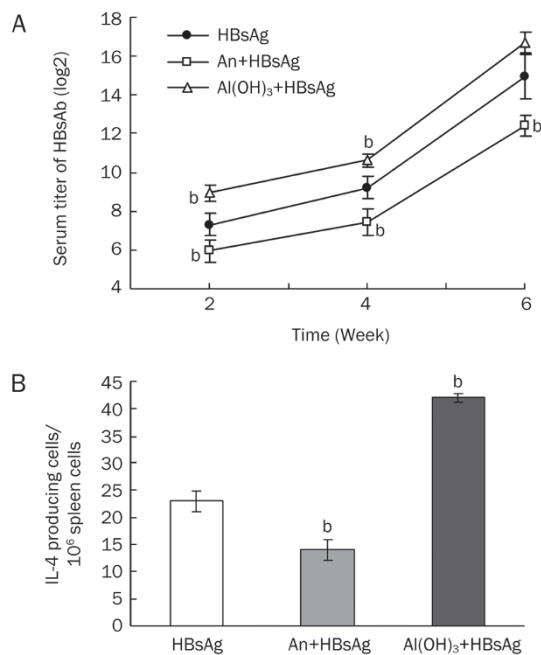 A
Serum titer of HBsAb (log2)
18
16
14
12
10
8
6
4
HBsAg
An+HBsAg
Al(OH)₃+HBsAg
b
b
b
b
b
2
4
6
Time (Week)
B
IL-4 producing cells/
10⁶ spleen cells
45
40
35
30
25
20
15
10
5
0
b
b
HBsAg
An+HBsAg
Al(OH)₃+HBsAg